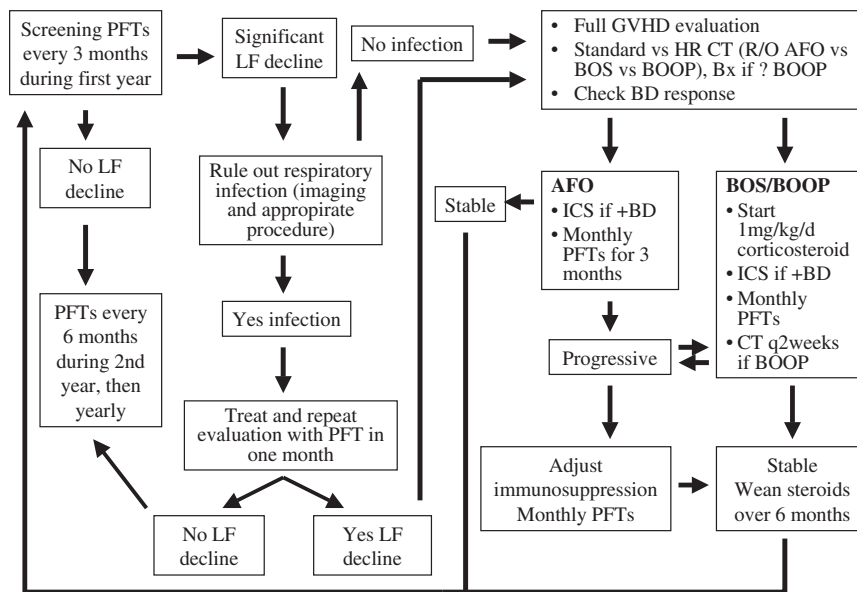 Screening PFTs
every 3 months
during first year
Significant
LF decline
No infection
• Full GVHD evaluation
• Standard vs HR CT (R/O AFO vs
BOS vs BOOP), Bx if ? BOOP
• Check BD response
No LF
decline
Rule out respiratory
infection (imaging
and appropirate
procedure)
Stable
AFO
• ICS if +BD
• Monthly
PFTs for 3
months
BOS/BOOP
• Start
1mg/kg/d
corticosteroid
• ICS if +BD
• Monthly
PFTs
• CT q2weeks
if BOOP
PFTs every
6 months
during 2nd
year, then
yearly
Yes infection
Progressive
Treat and repeat
evaluation with PFT in
one month
Adjust
immunosuppression
Monthly PFTs
Stable
Wean steroids
over 6 months
No LF
decline
Yes LF
decline